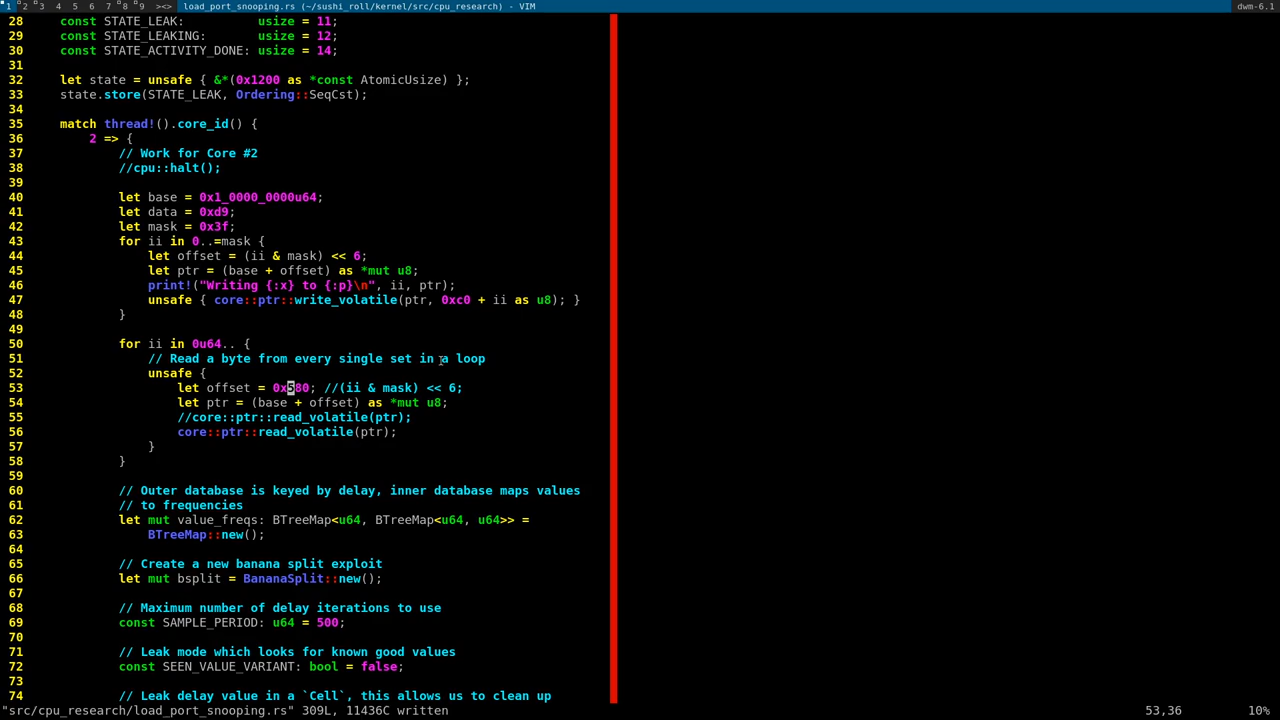 1 2 3 4 5 6 7 8 9 ><> load_port_snooping.rs (~/sushi_roll/kernel/src/cpu_research) - VIM dwm-6.1
28 const STATE_LEAK: usize = 11;
29 const STATE_LEAKING: usize = 12;
30 const STATE_ACTIVITY_DONE: usize = 14;
31
32 let state = unsafe { &*(0x1200 as *const AtomicUsize) };
33 state.store(STATE_LEAK, Ordering::SeqCst);
34
35 match thread!().core_id() {
36 2 => {
37 // Work for Core #2
38 //cpu::halt();
39
40 let base = 0x1_0000_0000u64;
41 let data = 0xd9;
42 let mask = 0x3f;
43 for ii in 0..=mask {
44 let offset = (ii & mask) << 6;
45 let ptr = (base + offset) as *mut u8;
46 print!("Writing {:x} to {:p}\n", ii, ptr);
47 unsafe { core::ptr::write_volatile(ptr, 0xc0 + ii as u8); }
48 }
49
50 for ii in 0u64.. {
51 // Read a byte from every single set in a loop
52 unsafe {
53 let offset = 0x580; //(ii & mask) << 6;
54 let ptr = (base + offset) as *mut u8;
55 //core::ptr::read_volatile(ptr);
56 core::ptr::read_volatile(ptr);
57 }
58 }
59
60 // Outer database is keyed by delay, inner database maps values
61 // to frequencies
62 let mut value_freqs: BTreeMap<u64, BTreeMap<u64, u64>> =
63 BTreeMap::new();
64
65 // Create a new banana split exploit
66 let mut bsplit = BananaSplit::new();
67
68 // Maximum number of delay iterations to use
69 const SAMPLE_PERIOD: u64 = 500;
70
71 // Leak mode which looks for known good values
72 const SEEN_VALUE_VARIANT: bool = false;
73
74 // Leak delay value in a `Cell`, this allows us to clean up
"src/cpu_research/load_port_snooping.rs" 309L, 11436C written 53,36 10%